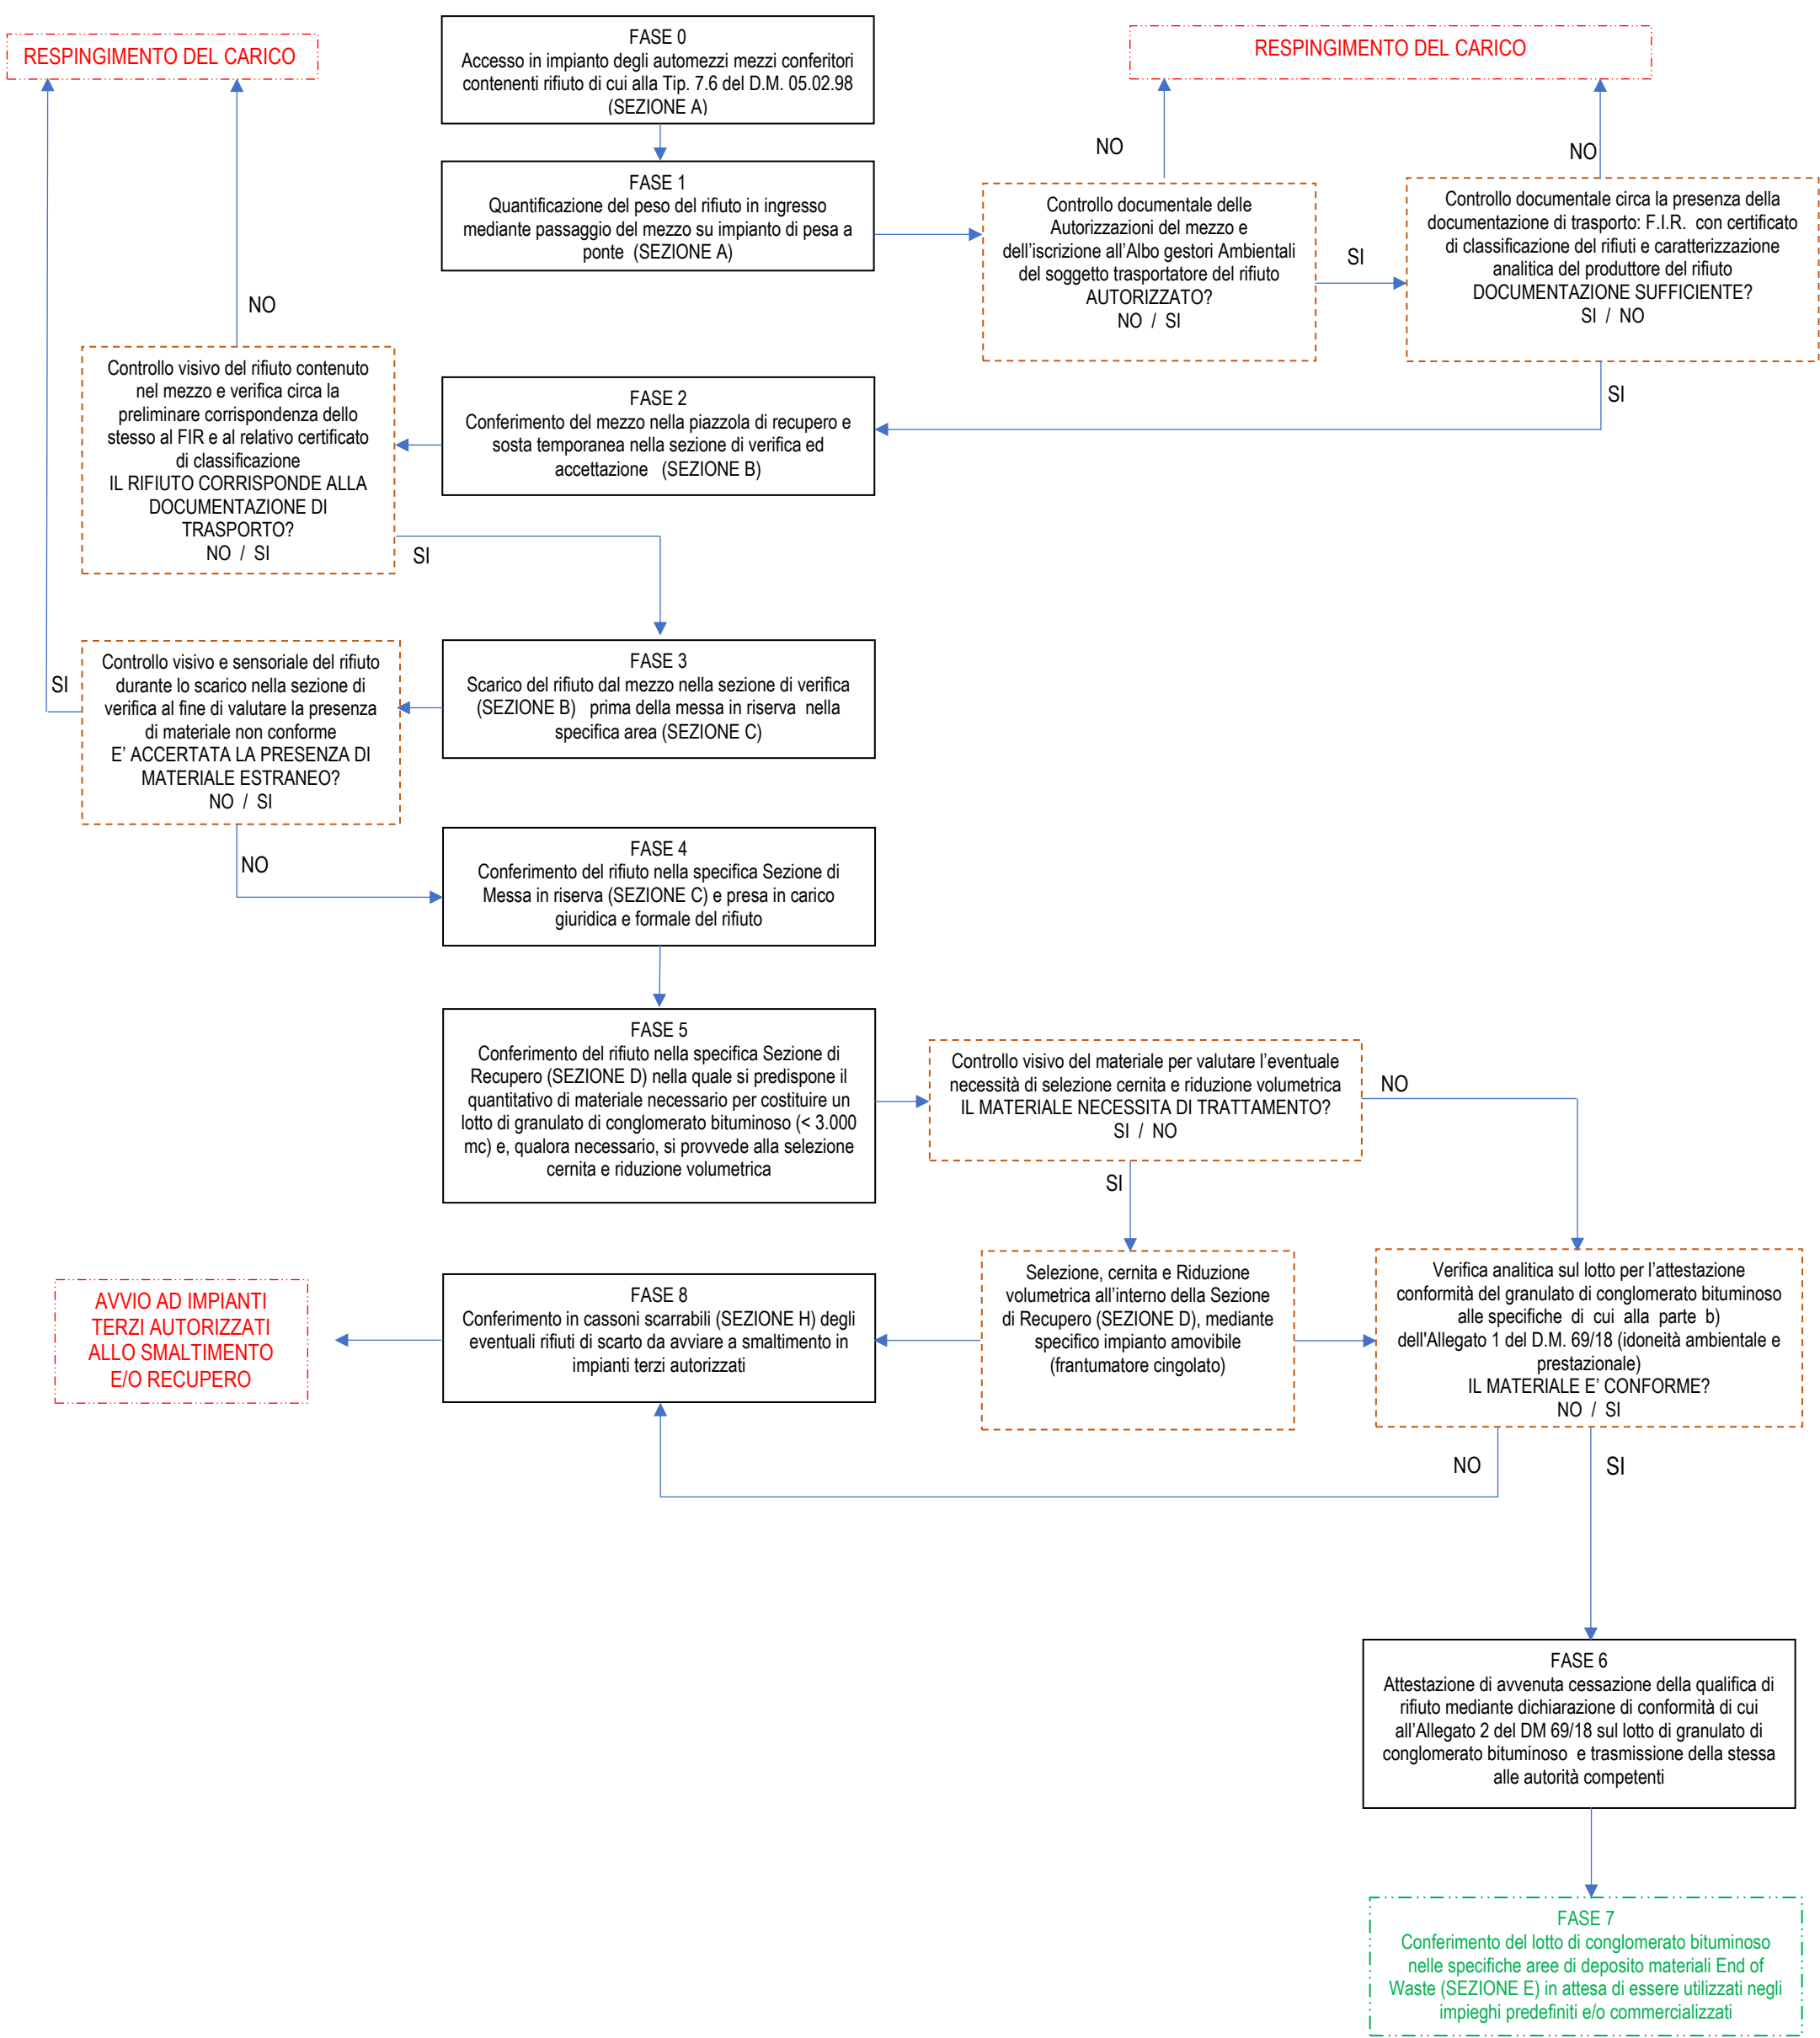 RESPINGIMENTO DEL CARICO
FASE 0
Accesso in impianto degli automezzi mezzi conferitori
contenenti rifiuto di cui alla Tip. 7.6 del D.M. 05.02.98
(SEZIONE A)
RESPINGIMENTO DEL CARICO
NO
NO
FASE 1
Quantificazione del peso del rifiuto in ingresso
mediante passaggio del mezzo su impianto di pesa a
ponte (SEZIONE A)
Controllo documentale delle
Autorizzazioni del mezzo e
dell'iscrizione all'Albo gestori Ambientali
del soggetto trasportatore del rifiuto
AUTORIZZATO?
NO / SI
SI
Controllo documentale circa la presenza della
documentazione di trasporto: F.I.R. con certificato
di classificazione del rifiuti e caratterizzazione
analitica del produttore del rifiuto
DOCUMENTAZIONE SUFFICIENTE?
SI / NO
SI
NO
Controllo visivo del rifiuto contenuto
nel mezzo e verifica circa la
preliminare corrispondenza dello
stesso al FIR e al relativo certificato
di classificazione
IL RIFIUTO CORRISPONDE ALLA
DOCUMENTAZIONE DI
TRASPORTO?
NO / SI
FASE 2
Conferimento del mezzo nella piazzola di recupero e
sosta temporanea nella sezione di verifica ed
accettazione (SEZIONE B)
SI
SI
Controllo visivo e sensoriale del rifiuto
durante lo scarico nella sezione di
verifica al fine di valutare la presenza
di materiale non conforme
E' ACCERTATA LA PRESENZA DI
MATERIALE ESTRANEO?
NO / SI
FASE 3
Scarico del rifiuto dal mezzo nella sezione di verifica
(SEZIONE B) prima della messa in riserva nella
specifica area (SEZIONE C)
NO
FASE 4
Conferimento del rifiuto nella specifica Sezione di
Messa in riserva (SEZIONE C) e presa in carico
giuridica e formale del rifiuto
FASE 5
Conferimento del rifiuto nella specifica Sezione di
Recupero (SEZIONE D) nella quale si predispone il
quantitativo di materiale necessario per costituire un
lotto di granulato di conglomerato bituminoso (< 3.000
mc) e, qualora necessario, si provvede alla selezione
cernita e riduzione volumetrica
Controllo visivo del materiale per valutare l'eventuale
necessità di selezione cernita e riduzione volumetrica
IL MATERIALE NECESSITA DI TRATTAMENTO?
SI / NO
NO
SI
AVVIO AD IMPIANTI
TERZI AUTORIZZATI
ALLO SMALTIMENTO
E/O RECUPERO
FASE 8
Conferimento in cassoni scarrabili (SEZIONE H) degli
eventuali rifiuti di scarto da avviare a smaltimento in
impianti terzi autorizzati
Selezione, cernita e Riduzione
volumetrica all'interno della Sezione
di Recupero (SEZIONE D), mediante
specifico impianto amovibile
(frantumatore cingolato)
Verifica analitica sul lotto per l'attestazione
conformità del granulato di conglomerato bituminoso
alle specifiche di cui alla parte b)
dell'Allegato 1 del D.M. 69/18 (idoneità ambientale e
prestazionale)
IL MATERIALE E' CONFORME?
NO / SI
NO
SI
FASE 6
Attestazione di avvenuta cessazione della qualifica di
rifiuto mediante dichiarazione di conformità di cui
all'Allegato 2 del DM 69/18 sul lotto di granulato di
conglomerato bituminoso e trasmissione della stessa
alle autorità competenti
FASE 7
Conferimento del lotto di conglomerato bituminoso
nelle specifiche aree di deposito materiali End of
Waste (SEZIONE E) in attesa di essere utilizzati negli
impieghi predefiniti e/o commercializzati